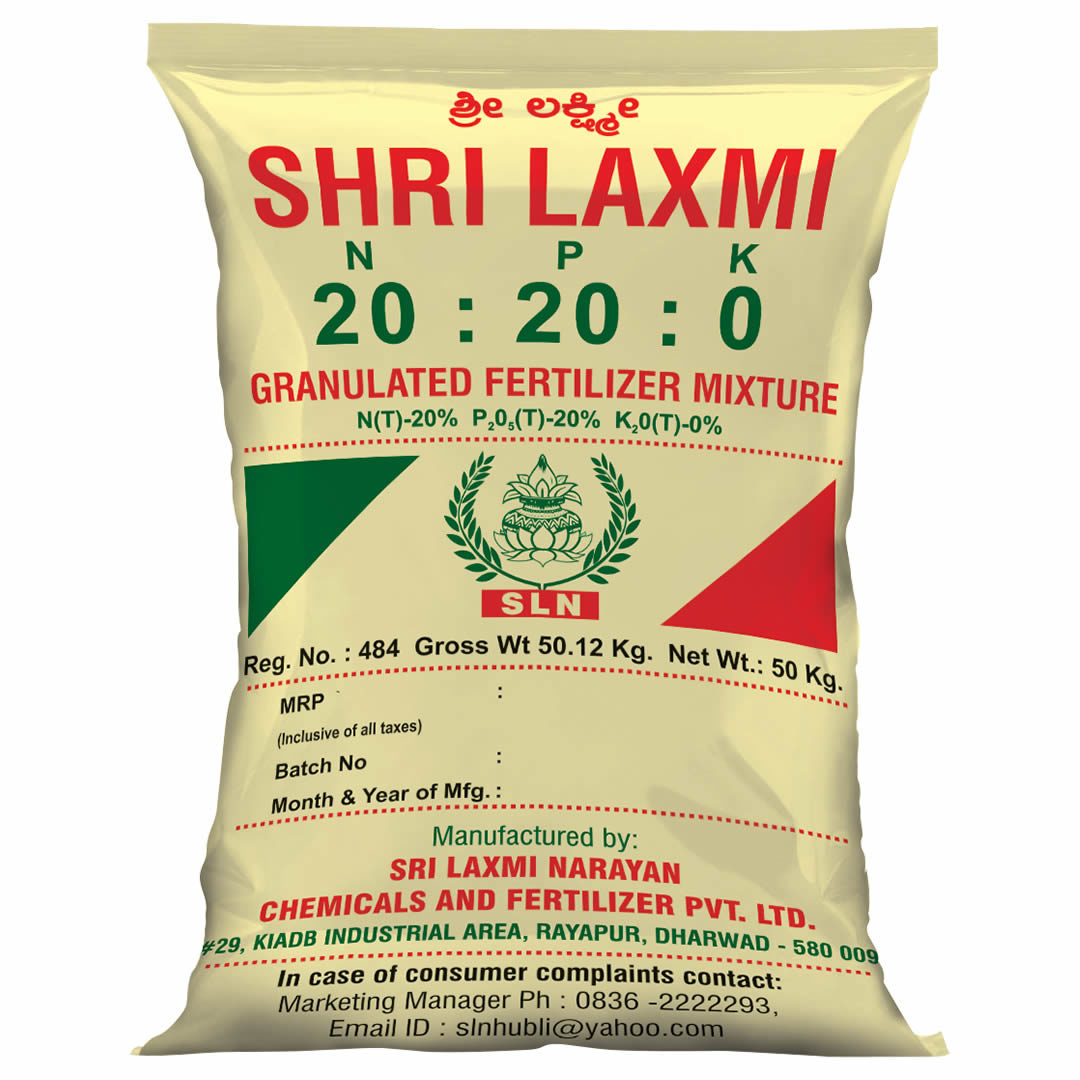 ಶ್ರೀ ಲಕ್ಷ್ಮೀ
SHRI LAXMI
N P K
20 : 20 : 0
GRANULATED FERTILIZER MIXTURE
N(T)-20% P₂0₅(T)-20% K₂0(T)-0%
SLN
Reg. No. : 484 Gross Wt 50.12 Kg. Net Wt.: 50 Kg.
MRP :
(Inclusive of all taxes)
Batch No :
Month & Year of Mfg. :
Manufactured by:
SRI LAXMI NARAYAN
CHEMICALS AND FERTILIZER PVT. LTD.
#29, KIADB INDUSTRIAL AREA, RAYAPUR, DHARWAD - 580 009
In case of consumer complaints contact:
Marketing Manager Ph : 0836 -2222293,
Email ID : slnhubli@yahoo.com